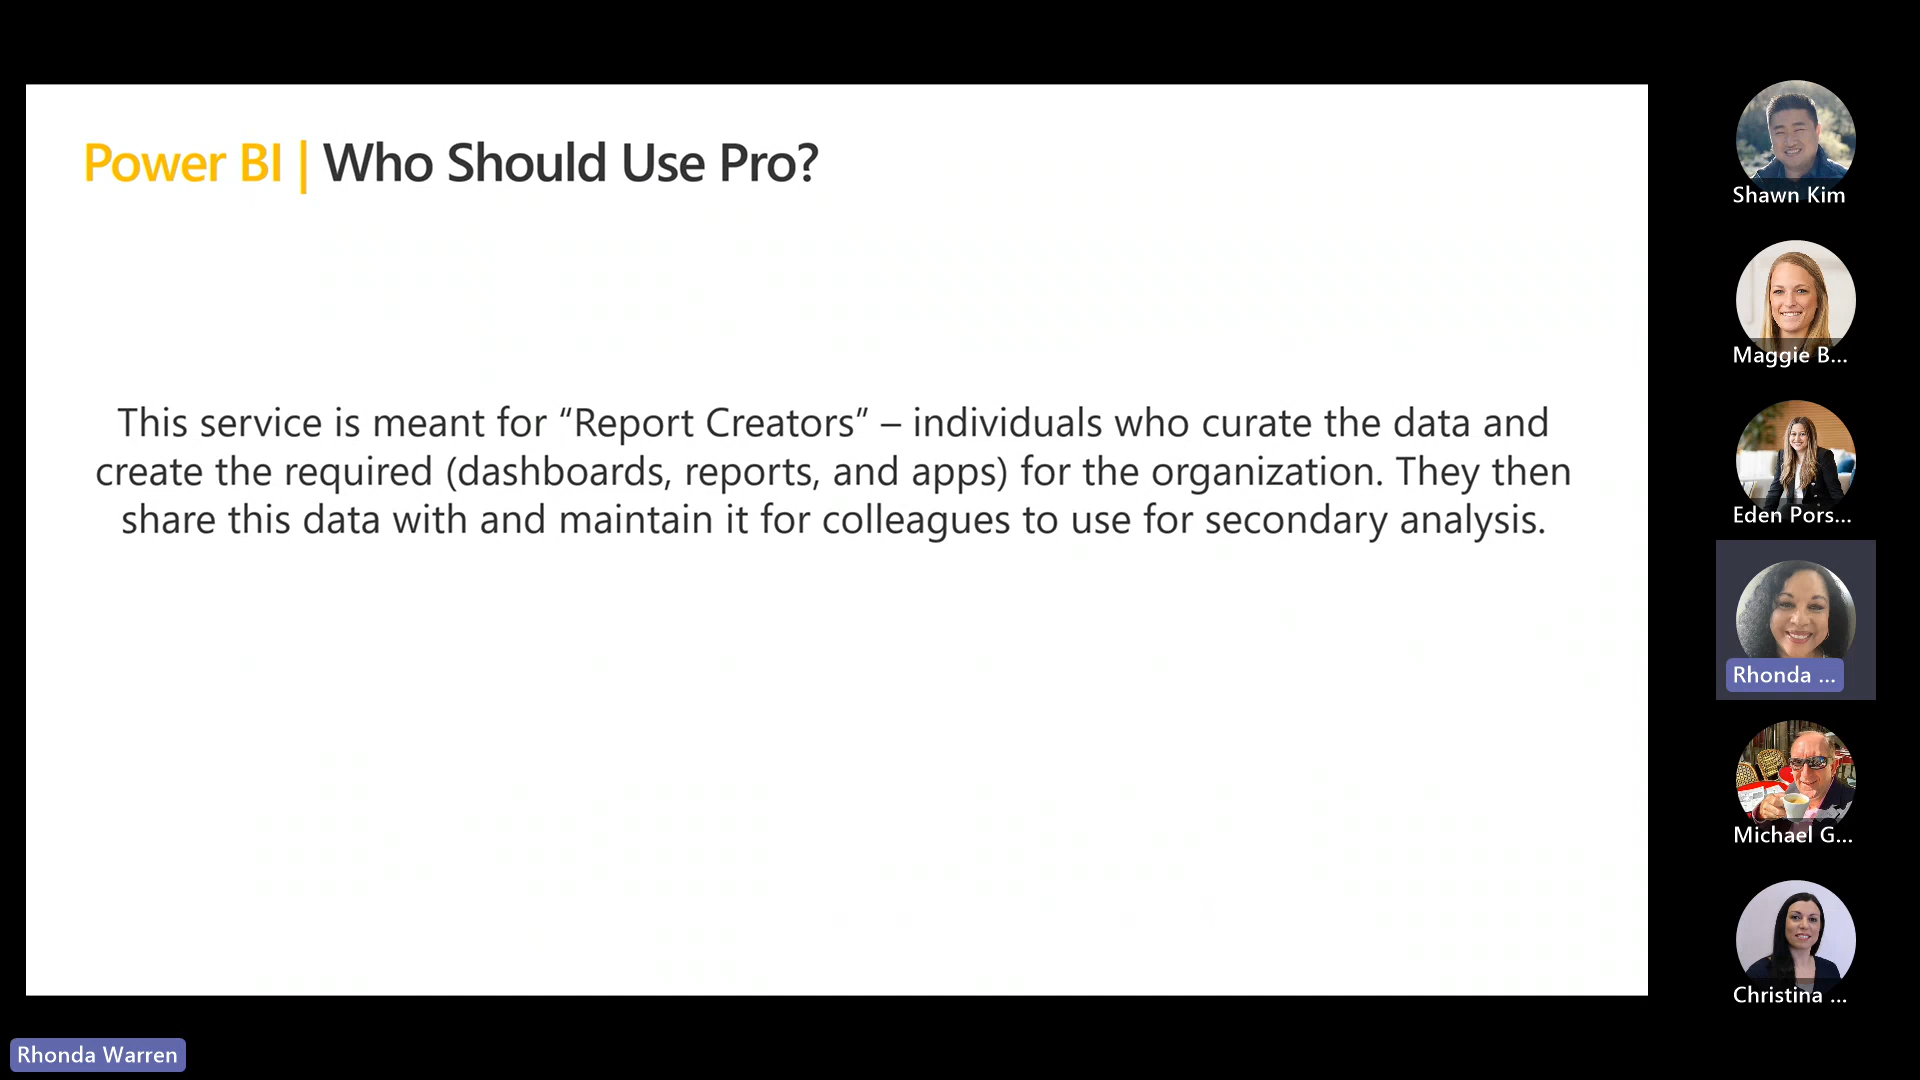 Power BI | Who Should Use Pro?
This service is meant for “Report Creators” – individuals who curate the data and
create the required (dashboards, reports, and apps) for the organization. They then
share this data with and maintain it for colleagues to use for secondary analysis.
Shawn Kim
Maggie B...
Eden Pors...
Rhonda ...
Michael G...
Christina ...
Rhonda Warren